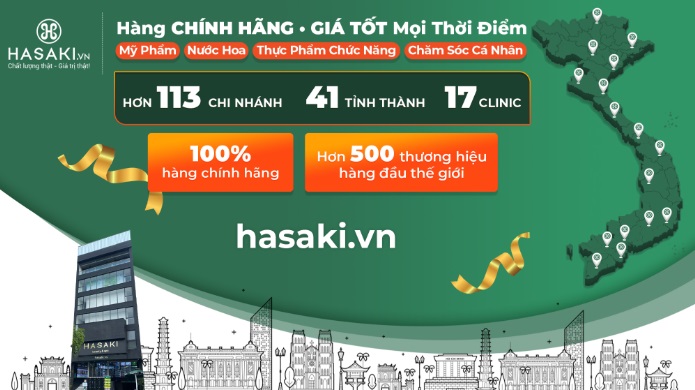 HASAKI.VN
Chất lượng thật - Giá trị thật!
Hàng CHÍNH HÃNG • GIÁ TỐT Mọi Thời Điểm
Mỹ Phẩm Nước Hoa Thực Phẩm Chức Năng Chăm Sóc Cá Nhân
HƠN 113 CHI NHÁNH 41 TỈNH THÀNH 17 CLINIC
100%
hàng chính hãng
Hơn 500 thương hiệu
hàng đầu thế giới
hasaki.vn
HASAKI